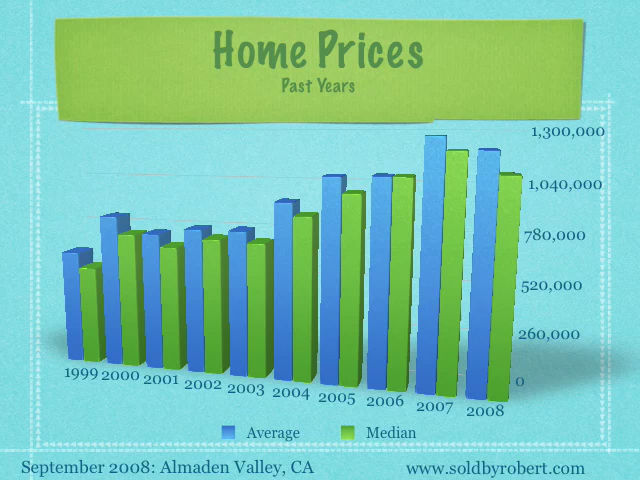 Home Prices
Past Years
1,300,000
1,040,000
780,000
520,000
260,000
0
1999 2000 2001 2002 2003 2004 2005 2006 2007 2008
Average Median
September 2008: Almaden Valley, CA www.soldbyrobert.com